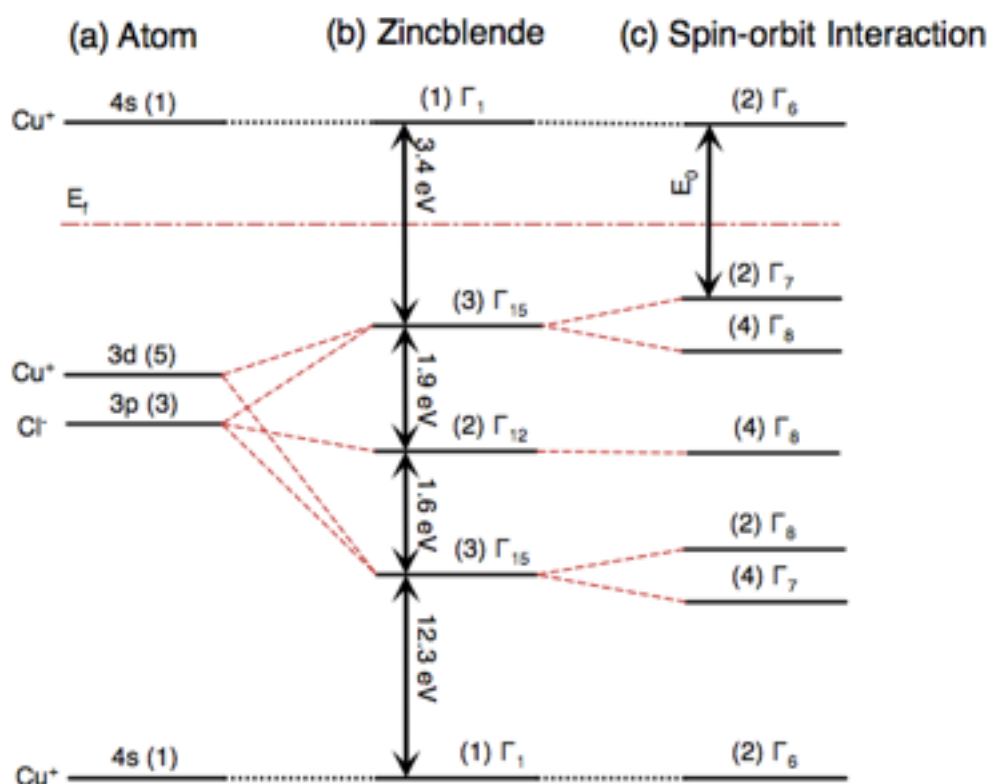 (a) Atom (b) Zincblende (c) Spin-orbit Interaction
Cu⁺ 4s (1) (1) Γ₁ (2) Γ₆
3.4 eV
E₀
E_f
(2) Γ₇
(3) Γ₁₅
(4) Γ₈
Cu⁺ 3d (5)
1.9 eV
Cl⁻ 3p (3)
(2) Γ₁₂ (4) Γ₈
1.6 eV
(2) Γ₈
(3) Γ₁₅
(4) Γ₇
12.3 eV
Cu⁺ 4s (1) (1) Γ₁ (2) Γ₆